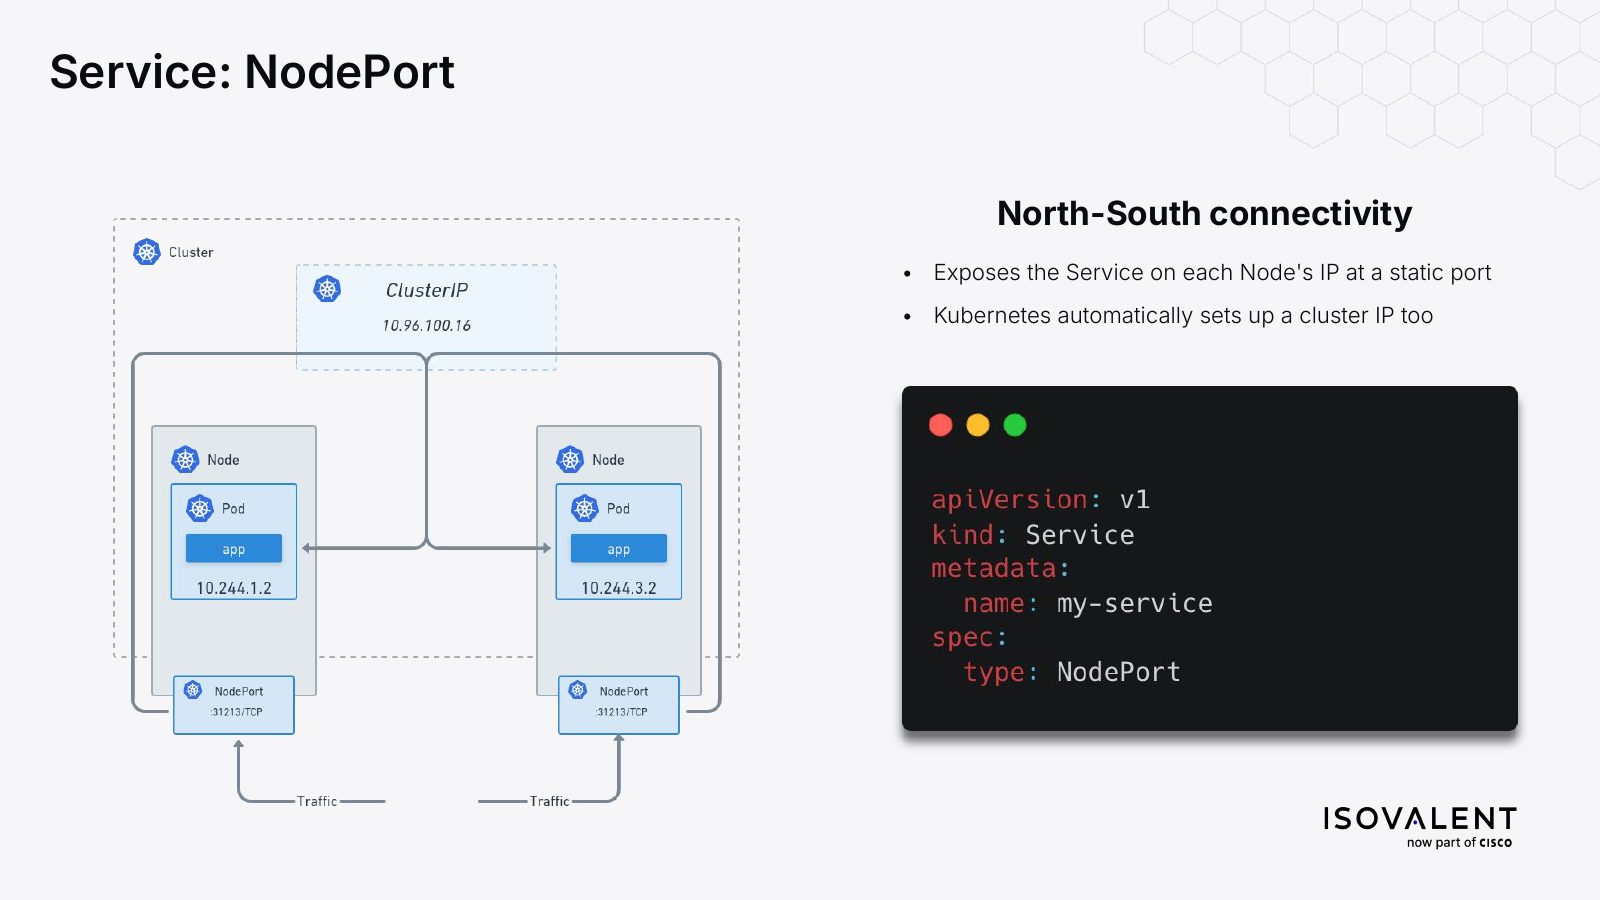 Service: NodePort
Cluster
ClusterIP
10.96.100.16
Node
Pod
app
10.244.1.2
NodePort
:31213/TCP
Node
Pod
app
10.244.3.2
NodePort
:31213/TCP
Traffic
Traffic
North-South connectivity
• Exposes the Service on each Node's IP at a static port
• Kubernetes automatically sets up a cluster IP too
apiVersion: v1
kind: Service
metadata:
  name: my-service
spec:
  type: NodePort
ISOVALENT
now part of CISCO